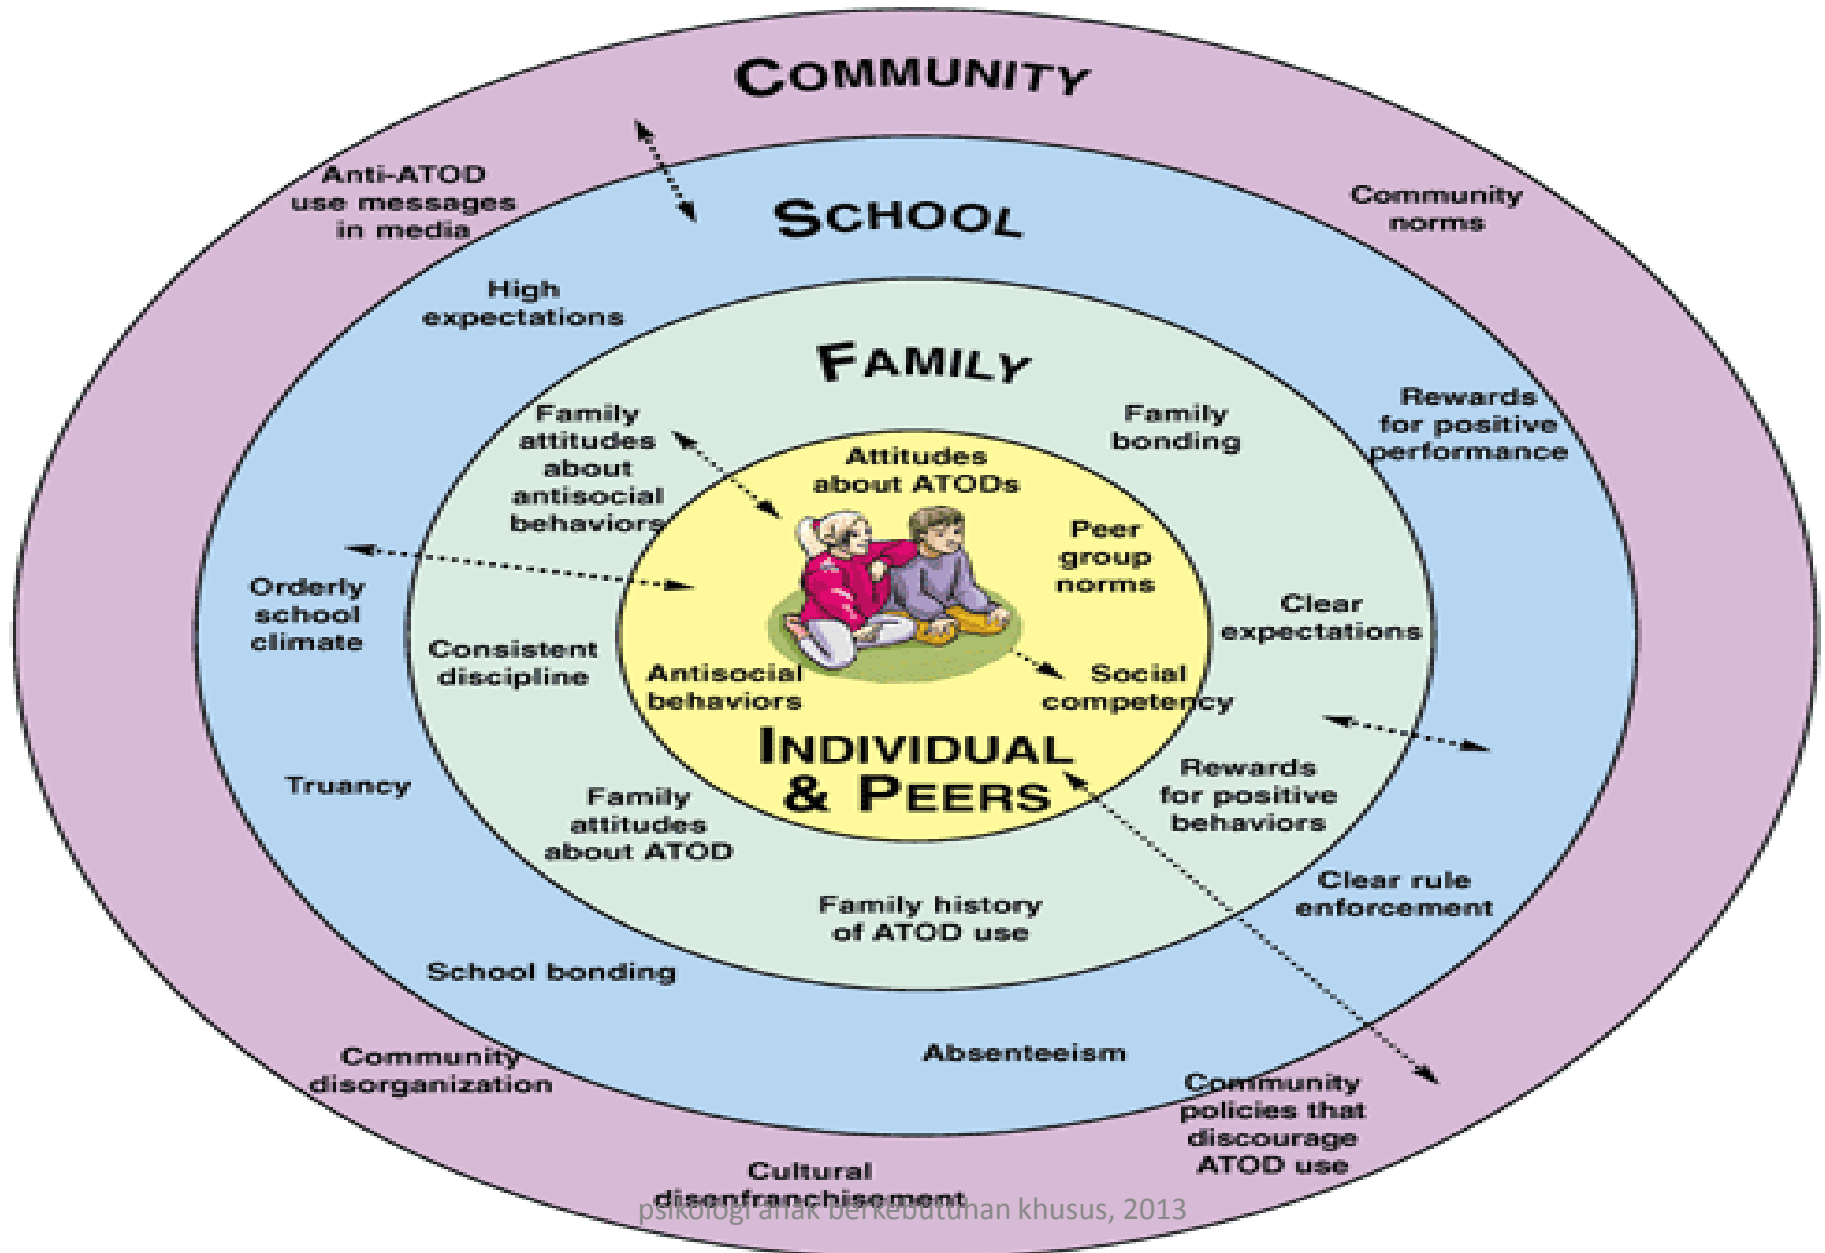 COMMUNITY
Anti-ATOD
use messages
in media
Community
norms
SCHOOL
High
expectations
Rewards
for positive
performance
FAMILY
Family
attitudes
about
antisocial
behaviors
Family
bonding
Attitudes
about ATODs
Peer
group
norms
Orderly
school
climate
Clear
expectations
Consistent
discipline
Antisocial
behaviors
Social
competency
INDIVIDUAL
& PEERS
Truancy
Family
attitudes
about ATOD
Rewards
for positive
behaviors
Family history
of ATOD use
Clear rule
enforcement
School bonding
Absenteeism
Community
disorganization
Community
policies that
discourage
ATOD use
Cultural
disenfranchisement
psikologi anak berkebutuhan khusus, 2013